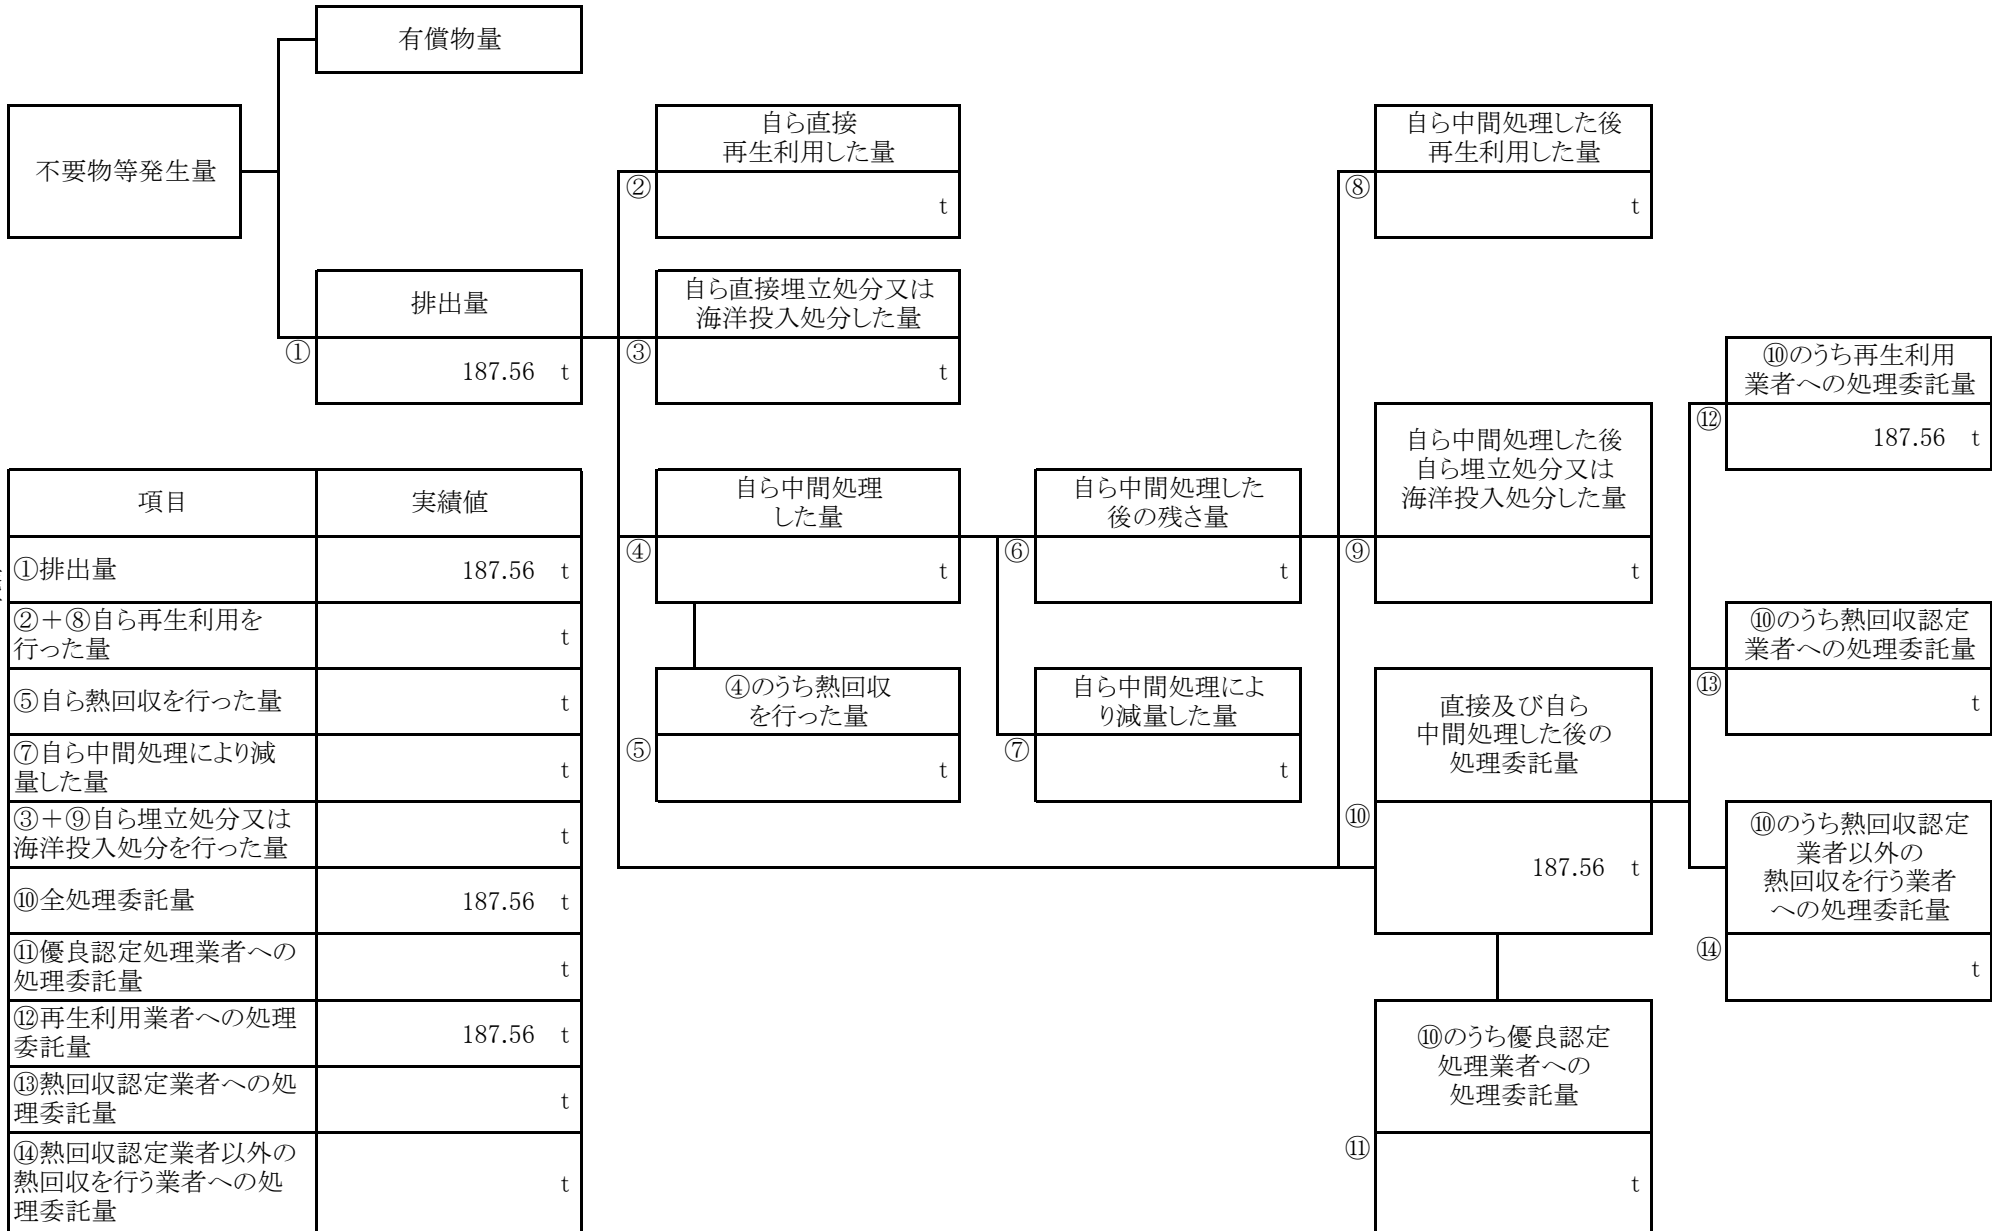 有償物量
不要物等発生量
自ら直接
再生利用した量
②
t
自ら中間処理した後
再生利用した量
⑧
t
排出量
①
187.56 t
自ら直接埋立処分又は
海洋投入処分した量
③
t
⑩のうち再生利用
業者への処理委託量
⑫
187.56 t
自ら中間処理した後
自ら埋立処分又は
海洋投入処分した量
⑨
t
自ら中間処理
した量
④
t
自ら中間処理した
後の残さ量
⑥
t
⑩のうち熱回収認定
業者への処理委託量
⑬
t
④のうち熱回収
を行った量
⑤
t
自ら中間処理によ
り減量した量
⑦
t
直接及び自ら
中間処理した後の
処理委託量
⑩
187.56 t
⑩のうち熱回収認定
業者以外の
熱回収を行う業者
への処理委託量
⑭
t
⑩のうち優良認定
処理業者への
処理委託量
⑪
t
項目 実績値
①排出量 187.56 t
②＋⑧自ら再生利用を
行った量 t
⑤自ら熱回収を行った量 t
⑦自ら中間処理により減
量した量 t
③＋⑨自ら埋立処分又は
海洋投入処分を行った量 t
⑩全処理委託量 187.56 t
⑪優良認定処理業者への
処理委託量 t
⑫再生利用業者への処理
委託量 187.56 t
⑬熱回収認定業者への処
理委託量 t
⑭熱回収認定業者以外の
熱回収を行う業者への処
理委託量 t